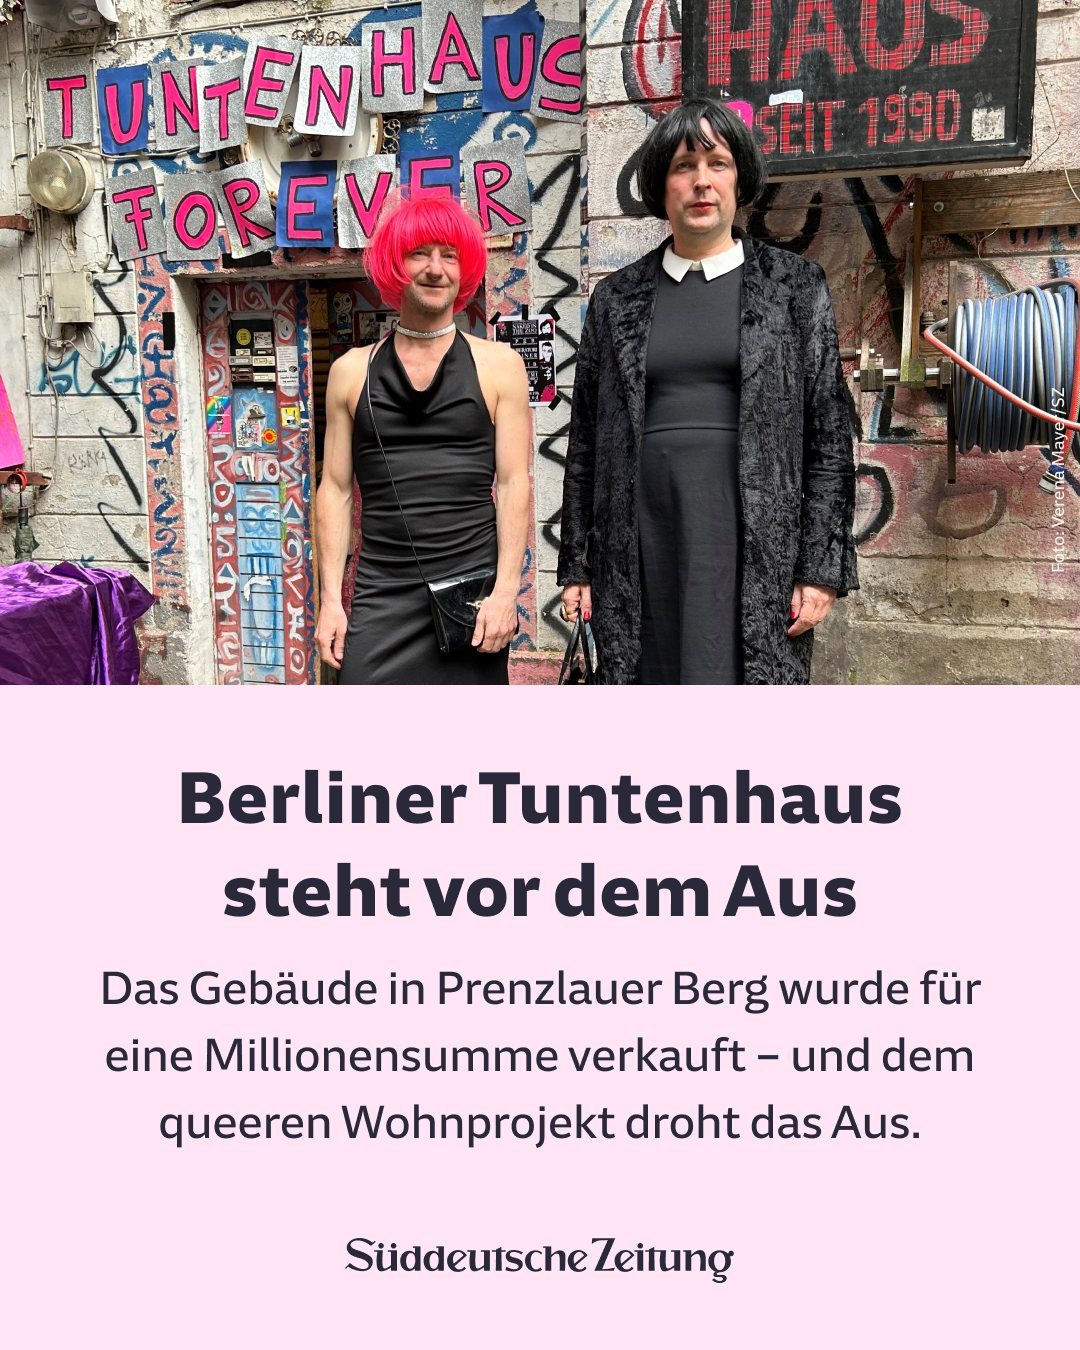 TUNTENHAUS
FOREVER
HAUS
SEIT 1990
Foto: Verena Mayer/SZ
Berliner Tuntenhaus
steht vor dem Aus
Das Gebäude in Prenzlauer Berg wurde für
eine Millionensumme verkauft – und dem
queeren Wohnprojekt droht das Aus.
Süddeutsche Zeitung